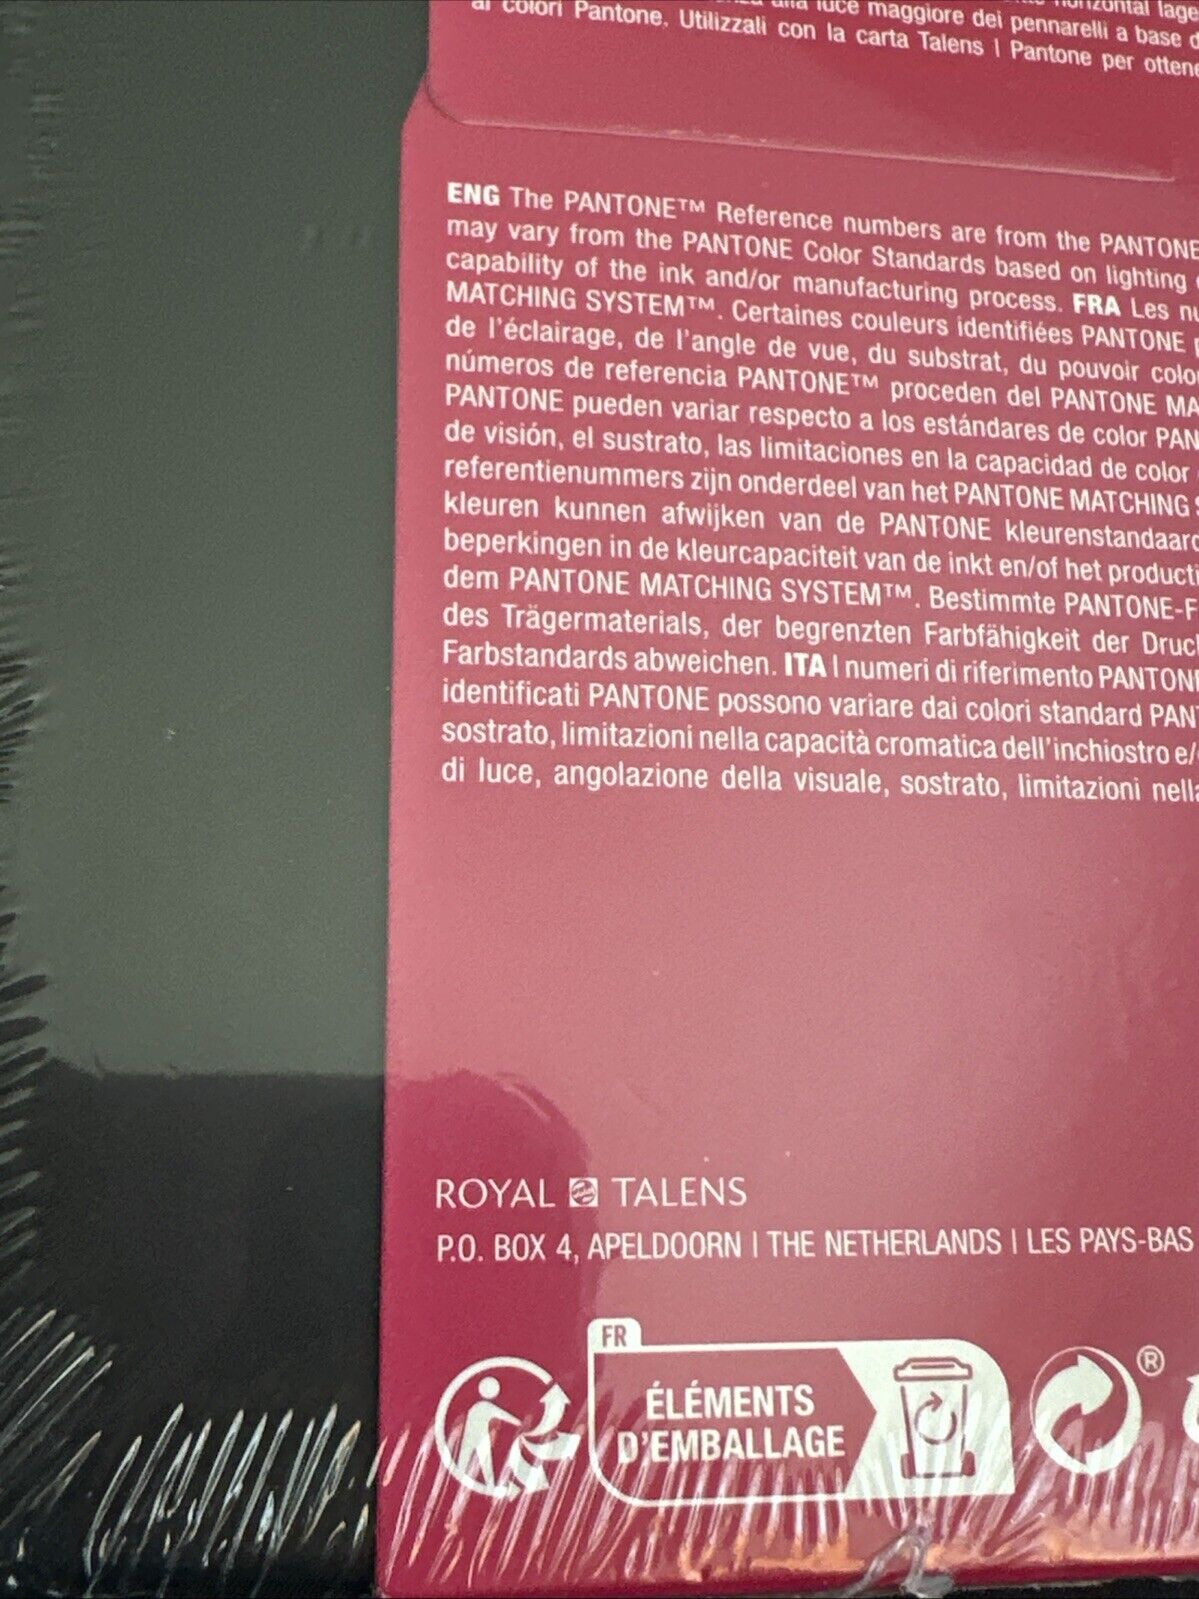 alla luce maggiore dei pennarelli a base
ai colori Pantone. Utilizzali con la carta Talens | Pantone per
ENG The PANTONE™ Reference numbers are from the PANTONE
may vary from the PANTONE Color Standards based on lighting
capability of the ink and/or manufacturing process. FRA Les
MATCHING SYSTEM™. Certaines couleurs identifiées PANTONE
de l'éclairage, de l'angle de vue, du substrat, du pouvoir
números de referencia PANTONE™ proceden del PANTONE
PANTONE pueden variar respecto a los estándares de color
de visión, el sustrato, las limitaciones en la capacidad de color
referentienummers zijn onderdeel van het PANTONE MATCHING
kleuren kunnen afwijken van de PANTONE
beperkingen in de kleurcapaciteit van de inkt en/of het
dem PANTONE MATCHING SYSTEM™. Bestimmte
des Trägermaterials, der begrenzten Farbfähigkeit der
Farbstandards abweichen. ITA I numeri di riferimento
identificati PANTONE possono variare dai colori standard
sostrato, limitazioni nella capacità cromatica dell'inchiostro
di luce, angolazione della visuale, sostrato, limitazioni
ROYAL TALENS
P.O. BOX 4, APELDOORN | THE NETHERLANDS | LES PAYS-BAS
FR
ÉLÉMENTS
D'EMBALLAGE
®